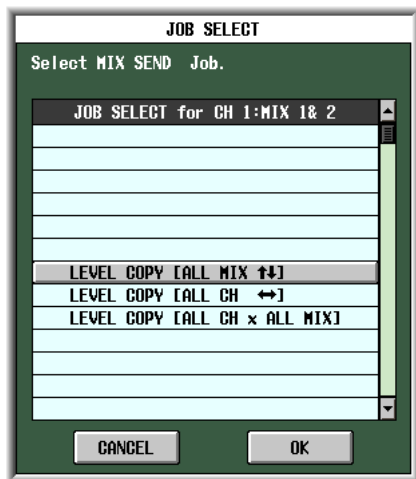 JOB SELECT
Select MIX SEND Job.
JOB SELECT for CH 1:MIX 1& 2
LEVEL COPY [ALL MIX ↑↓]
LEVEL COPY [ALL CH ↔]
LEVEL COPY [ALL CH x ALL MIX]
CANCEL OK